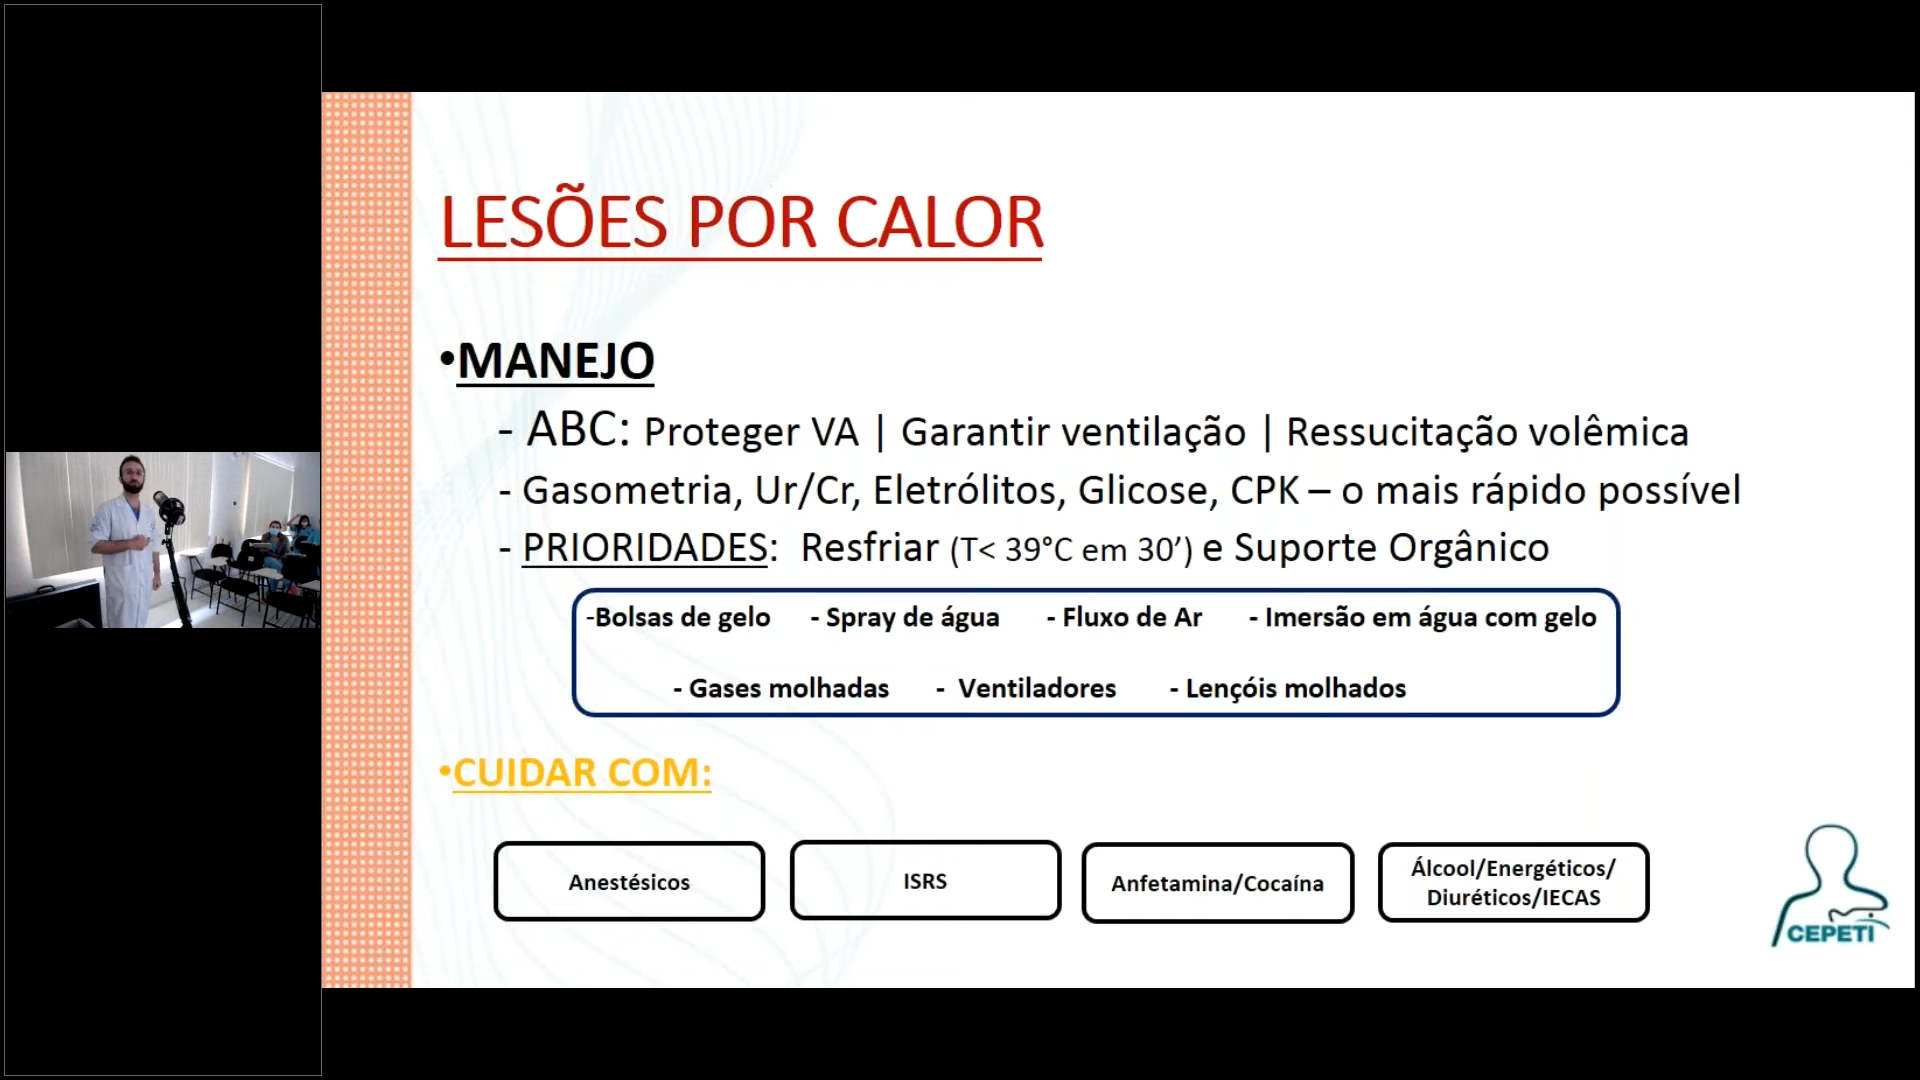 LESÕES POR CALOR
•MANEJO
- ABC: Proteger VA | Garantir ventilação | Ressucitação volêmica
- Gasometria, Ur/Cr, Eletrólitos, Glicose, CPK – o mais rápido possível
- PRIORIDADES: Resfriar (T< 39°C em 30’) e Suporte Orgânico
-Bolsas de gelo - Spray de água - Fluxo de Ar - Imersão em água com gelo
- Gases molhadas - Ventiladores - Lençóis molhados
•CUIDAR COM:
Anestésicos
ISRS
Anfetamina/Cocaína
Álcool/Energéticos/
Diuréticos/IECAS
CEPETI